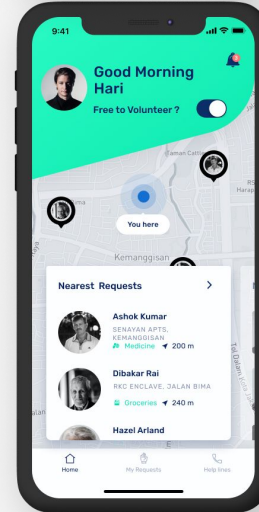 9:41
Good Morning
Hari
Free to Volunteer ?
Kemanggisan
You here
Nearest Requests
Ashok Kumar
SENAYAN APTS,
KEMANGGISAN
Medicine 200 m
Dibakar Rai
RKC ENCLAVE, JALAN BIMA
Groceries 240 m
Hazel Arland
Home
My Requests
Help lines